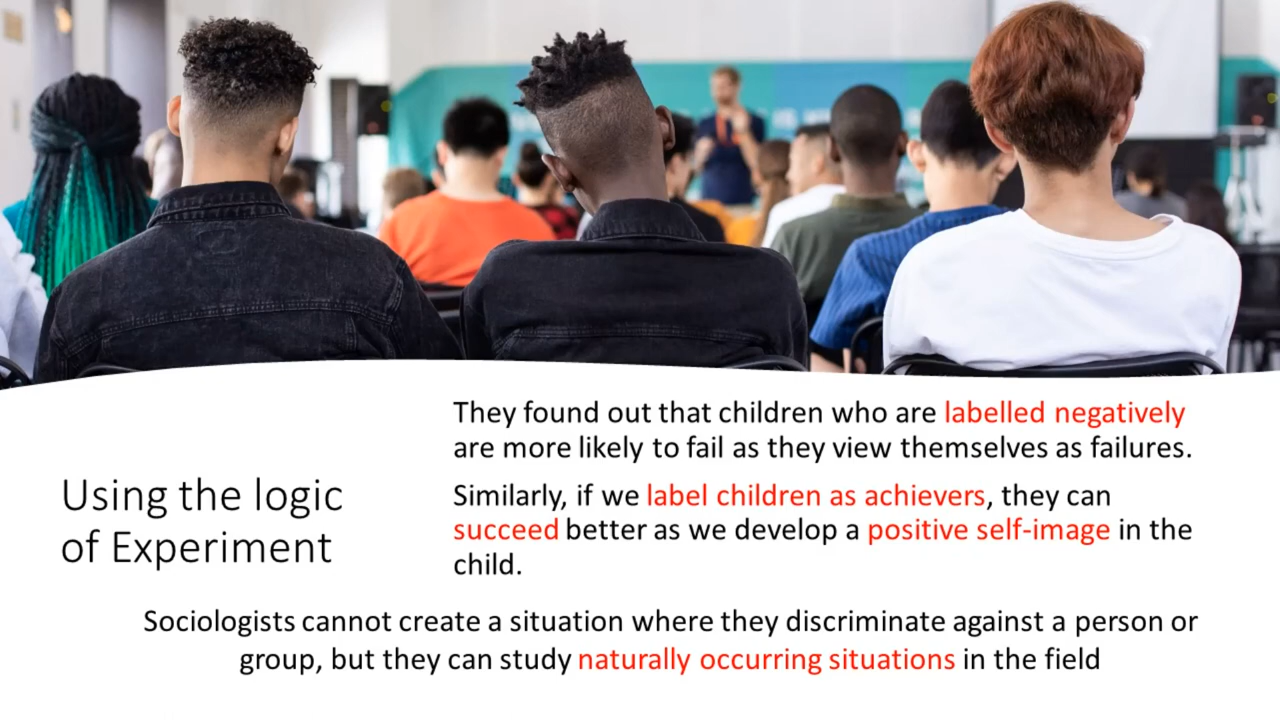 Using the logic
of Experiment
They found out that children who are labelled negatively
are more likely to fail as they view themselves as failures.
Similarly, if we label children as achievers, they can
succeed better as we develop a positive self-image in the
child.
Sociologists cannot create a situation where they discriminate against a person or
group, but they can study naturally occurring situations in the field